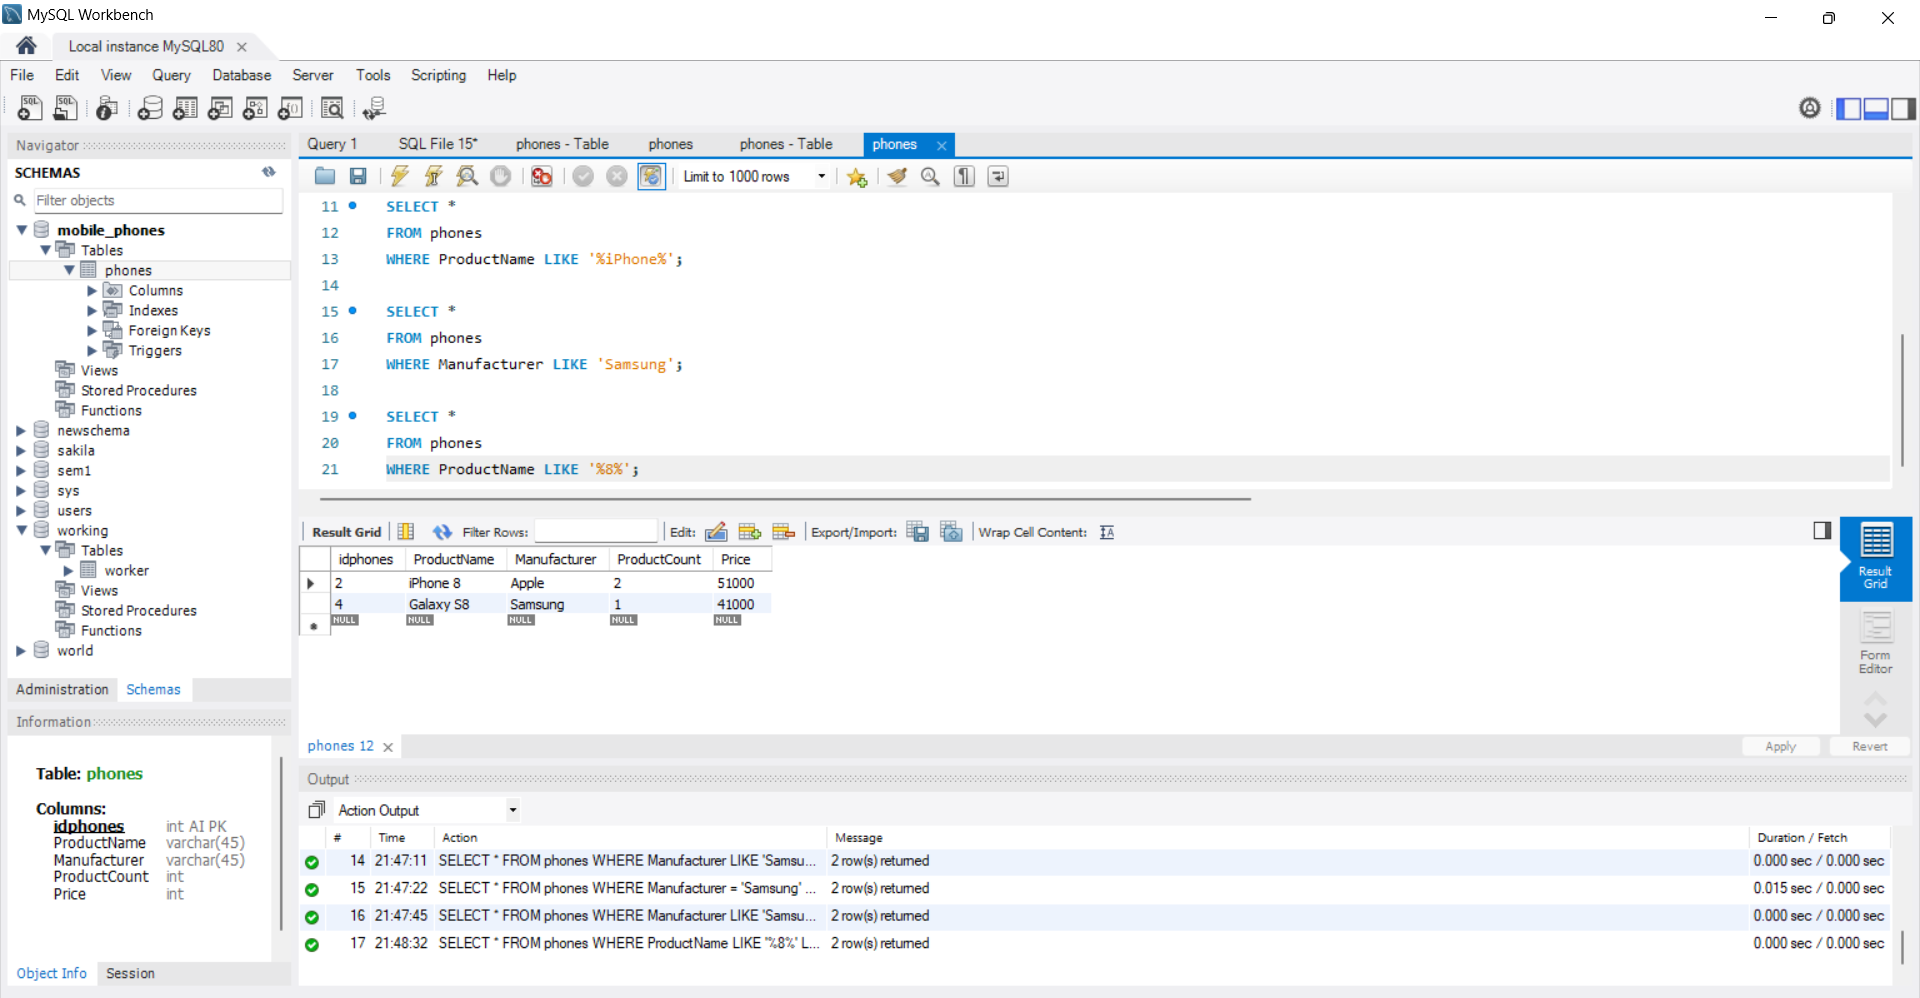 MySQL Workbench
Local instance MySQL80
File Edit View Query Database Server Tools Scripting Help
Navigator
SCHEMAS
Filter objects
mobile_phones
Tables
phones
Columns
Indexes
Foreign Keys
Triggers
Views
Stored Procedures
Functions
newschema
sakila
sem1
sys
users
working
Tables
worker
Views
Stored Procedures
Functions
world
Administration Schemas
Information
Table: phones
Columns:
idphones int AI PK
ProductName varchar(45)
Manufacturer varchar(45)
ProductCount int
Price int
Object Info Session
Query 1 SQL File 15* phones - Table phones phones - Table phones
Limit to 1000 rows
11 SELECT *
12 FROM phones
13 WHERE ProductName LIKE '%iPhone%';
14
15 SELECT *
16 FROM phones
17 WHERE Manufacturer LIKE 'Samsung';
18
19 SELECT *
20 FROM phones
21 WHERE ProductName LIKE '%8%';
Result Grid Filter Rows: Edit: Export/Import: Wrap Cell Content:
idphones ProductName Manufacturer ProductCount Price
2 iPhone 8 Apple 2 51000
4 Galaxy S8 Samsung 1 41000
NULL NULL NULL NULL NULL
Result
Grid
Form
Editor
phones 12
Apply Revert
Output
Action Output
# Time Action Message Duration / Fetch
14 21:47:11 SELECT * FROM phones WHERE Manufacturer LIKE 'Samsu... 2 row(s) returned 0.000 sec / 0.000 sec
15 21:47:22 SELECT * FROM phones WHERE Manufacturer = 'Samsung' ... 2 row(s) returned 0.015 sec / 0.000 sec
16 21:47:45 SELECT * FROM phones WHERE Manufacturer LIKE 'Samsu... 2 row(s) returned 0.000 sec / 0.000 sec
17 21:48:32 SELECT * FROM phones WHERE ProductName LIKE '%8%' L... 2 row(s) returned 0.000 sec / 0.000 sec